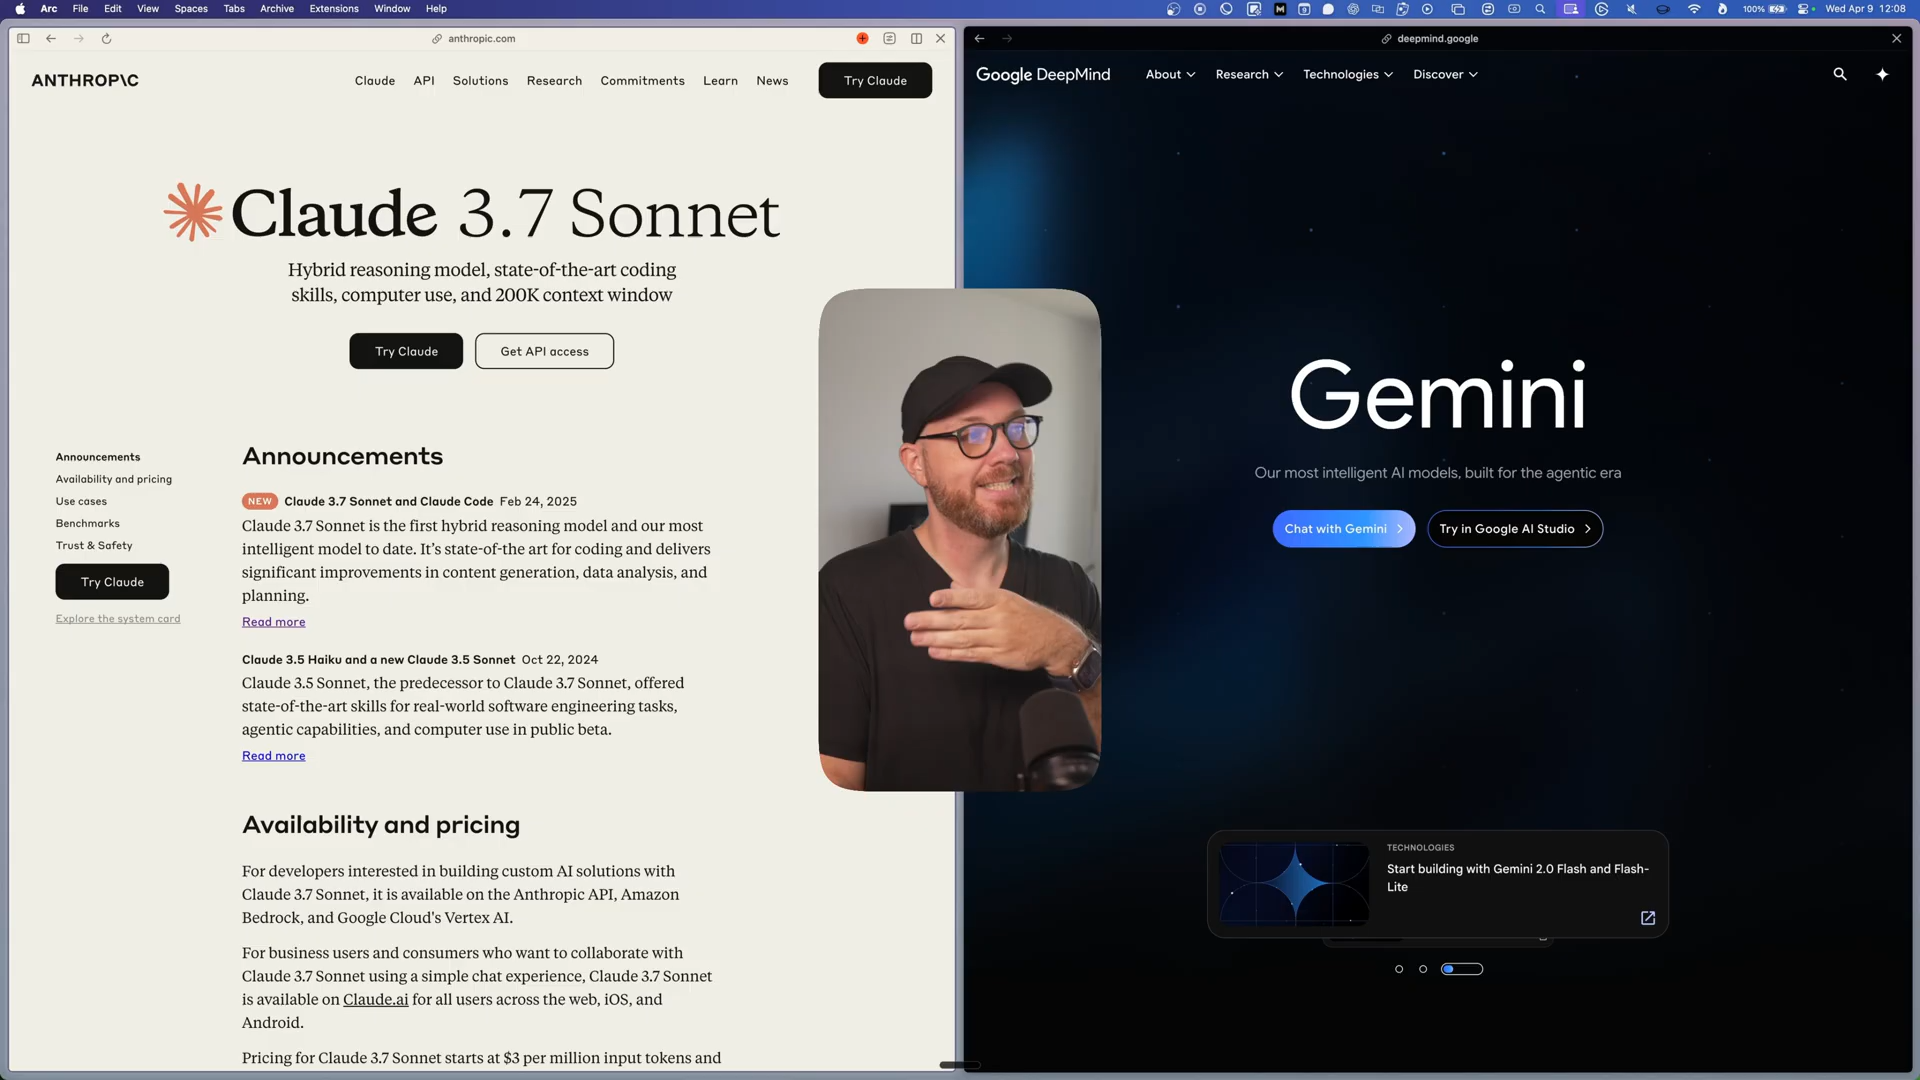 Arc File Edit View Spaces Tabs Archive Extensions Window Help
100% Wed Apr 9 12:08
anthropic.com
ANTHROP\C
Claude API Solutions Research Commitments Learn News Try Claude
Claude 3.7 Sonnet
Hybrid reasoning model, state-of-the-art coding
skills, computer use, and 200K context window
Try Claude Get API access
Announcements
Availability and pricing
Use cases
Benchmarks
Trust & Safety
Try Claude
Explore the system card
Announcements
NEW Claude 3.7 Sonnet and Claude Code Feb 24, 2025
Claude 3.7 Sonnet is the first hybrid reasoning model and our most
intelligent model to date. It’s state-of-the art for coding and delivers
significant improvements in content generation, data analysis, and
planning.
Read more
Claude 3.5 Haiku and a new Claude 3.5 Sonnet Oct 22, 2024
Claude 3.5 Sonnet, the predecessor to Claude 3.7 Sonnet, offered
state-of-the-art skills for real-world software engineering tasks,
agentic capabilities, and computer use in public beta.
Read more
Availability and pricing
For developers interested in building custom AI solutions with
Claude 3.7 Sonnet, it is available on the Anthropic API, Amazon
Bedrock, and Google Cloud's Vertex AI.
For business users and consumers who want to collaborate with
Claude 3.7 Sonnet using a simple chat experience, Claude 3.7 Sonnet
is available on Claude.ai for all users across the web, iOS, and
Android.
Pricing for Claude 3.7 Sonnet starts at $3 per million input tokens and
deepmind.google
Google DeepMind About Research Technologies Discover
Gemini
Our most intelligent AI models, built for the agentic era
Chat with Gemini Try in Google AI Studio
TECHNOLOGIES
Start building with Gemini 2.0 Flash and Flash-
Lite